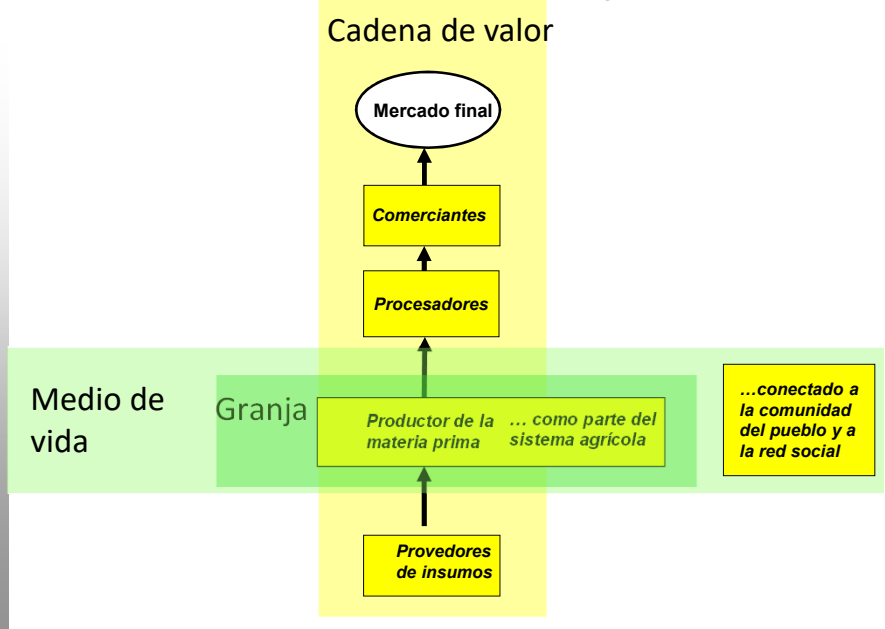 Cadena de valor
Mercado final
Comerciantes
Procesadores
Medio de
vida
Granja
Productor de la
materia prima
… como parte del
sistema agrícola
…conectado a
la comunidad
del pueblo y a
la red social
Provedores
de insumos